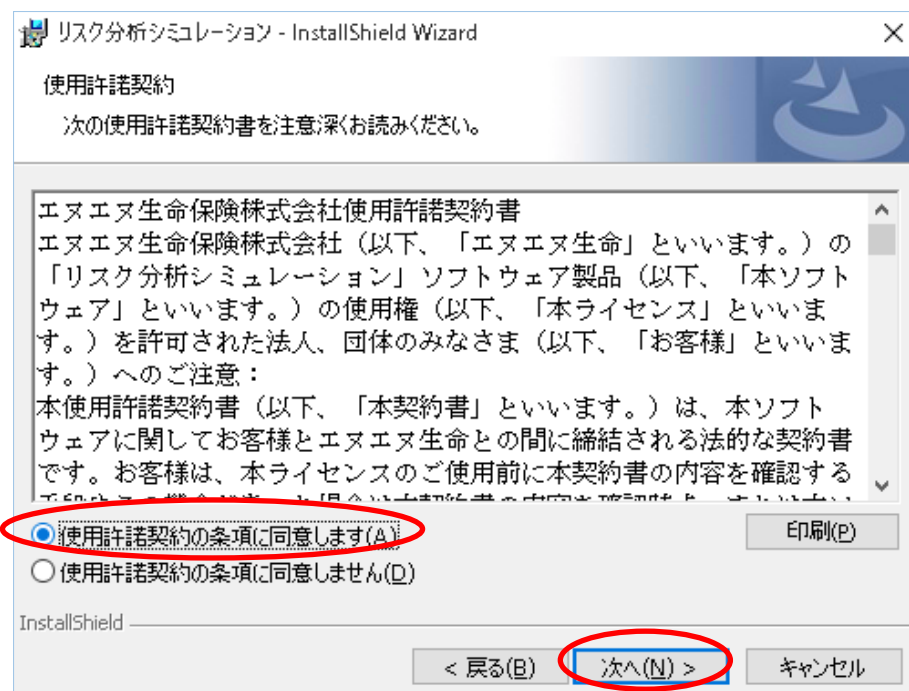 リスク分析シミュレーション - InstallShield Wizard
使用許諾契約
次の使用許諾契約書を注意深くお読みください。
エヌエヌ生命保険株式会社使用許諾契約書
エヌエヌ生命保険株式会社（以下、「エヌエヌ生命」といいます。）の
「リスク分析シミュレーション」ソフトウェア製品（以下、「本ソフト
ウェア」といいます。）の使用権（以下、「本ライセンス」といいま
す。）を許可された法人、団体のみなさま（以下、「お客様」といいま
す。）へのご注意：
本使用許諾契約書（以下、「本契約書」といいます。）は、本ソフト
ウェアに関してお客様とエヌエヌ生命との間に締結される法的な契約書
です。お客様は、本ライセンスのご使用前に本契約書の内容を確認する
使用許諾契約の条項に同意します(A)
印刷(P)
使用許諾契約の条項に同意しません(D)
InstallShield
< 戻る(B)
次へ(N) >
キャンセル